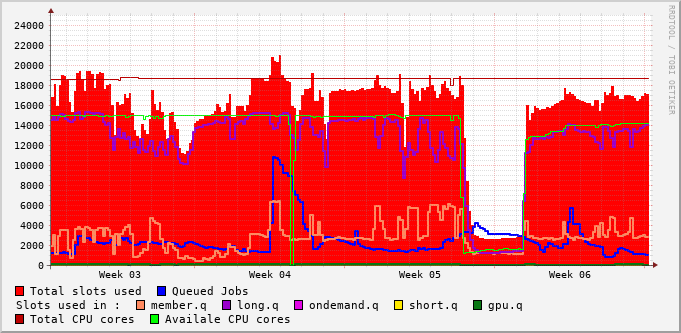 RRDTOOL / TOBI OETIKER
24000
22000
20000
18000
16000
14000
12000
10000
8000
6000
4000
2000
0
Week 03 Week 04 Week 05 Week 06
Total slots used Queued Jobs
Slots used in : member.q long.q ondemand.q short.q gpu.q
Total CPU cores Availale CPU cores